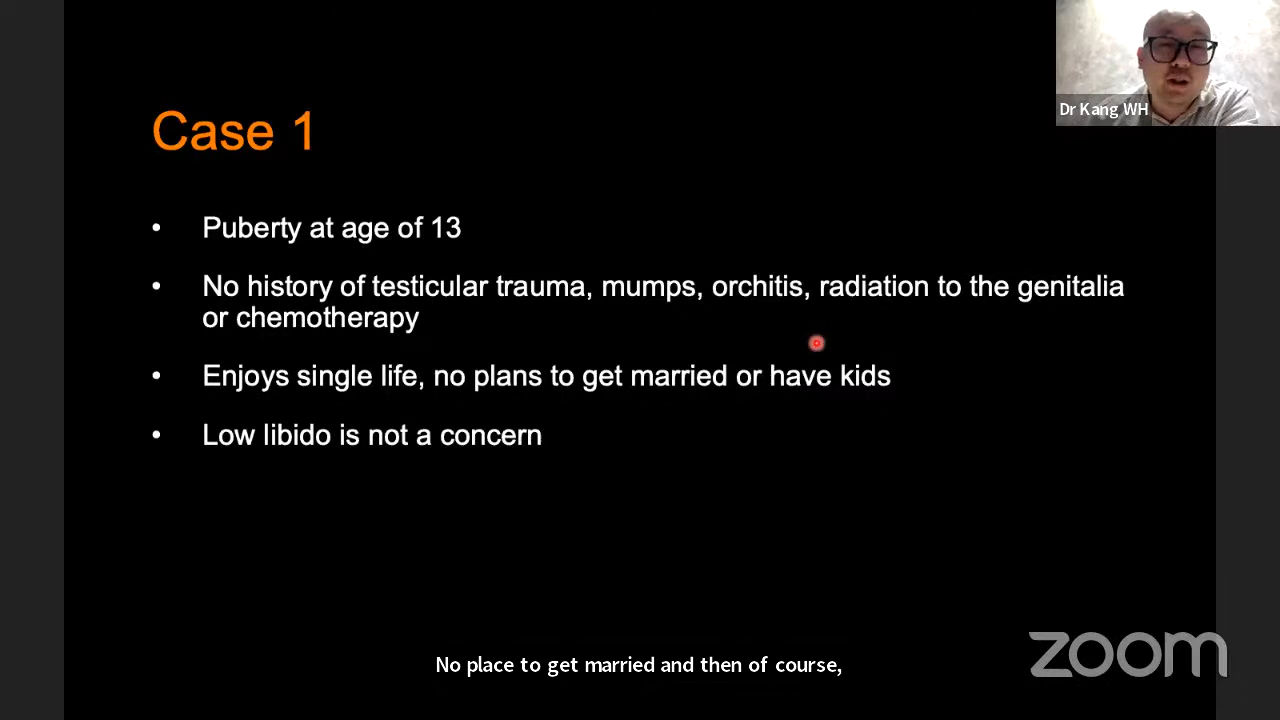 Dr Kang WH
Case 1
• Puberty at age of 13
• No history of testicular trauma, mumps, orchitis, radiation to the genitalia
or chemotherapy
• Enjoys single life, no plans to get married or have kids
• Low libido is not a concern
No place to get married and then of course,
zoom